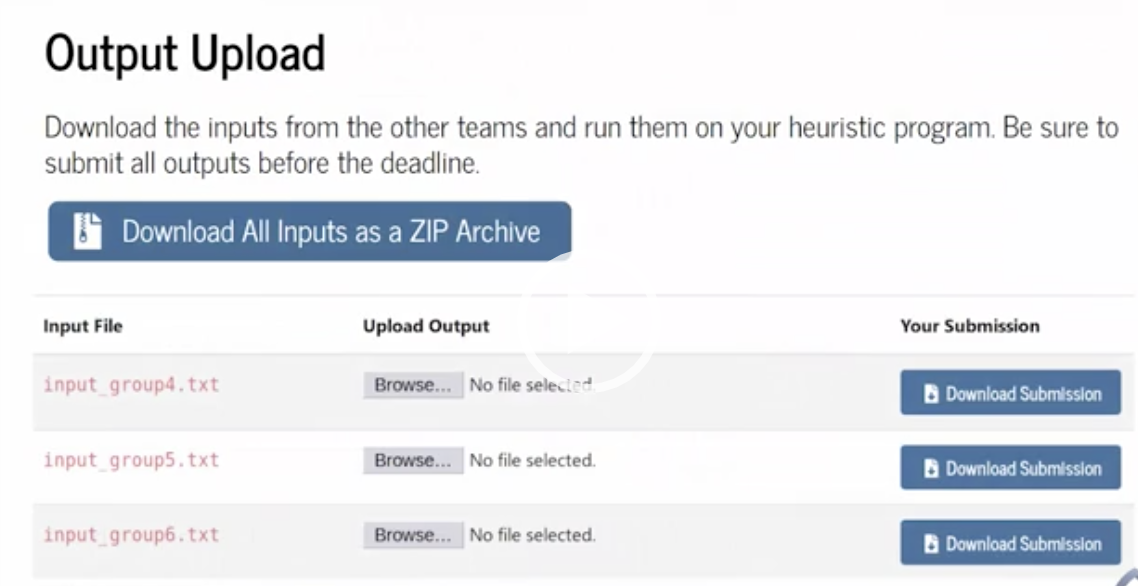 Output Upload
Download the inputs from the other teams and run them on your heuristic program. Be sure to
submit all outputs before the deadline.
Download All Inputs as a ZIP Archive
Input File Upload Output Your Submission
input_group4.txt Browse... No file selected. Download Submission
input_group5.txt Browse... No file selected. Download Submission
input_group6.txt Browse... No file selected. Download Submission